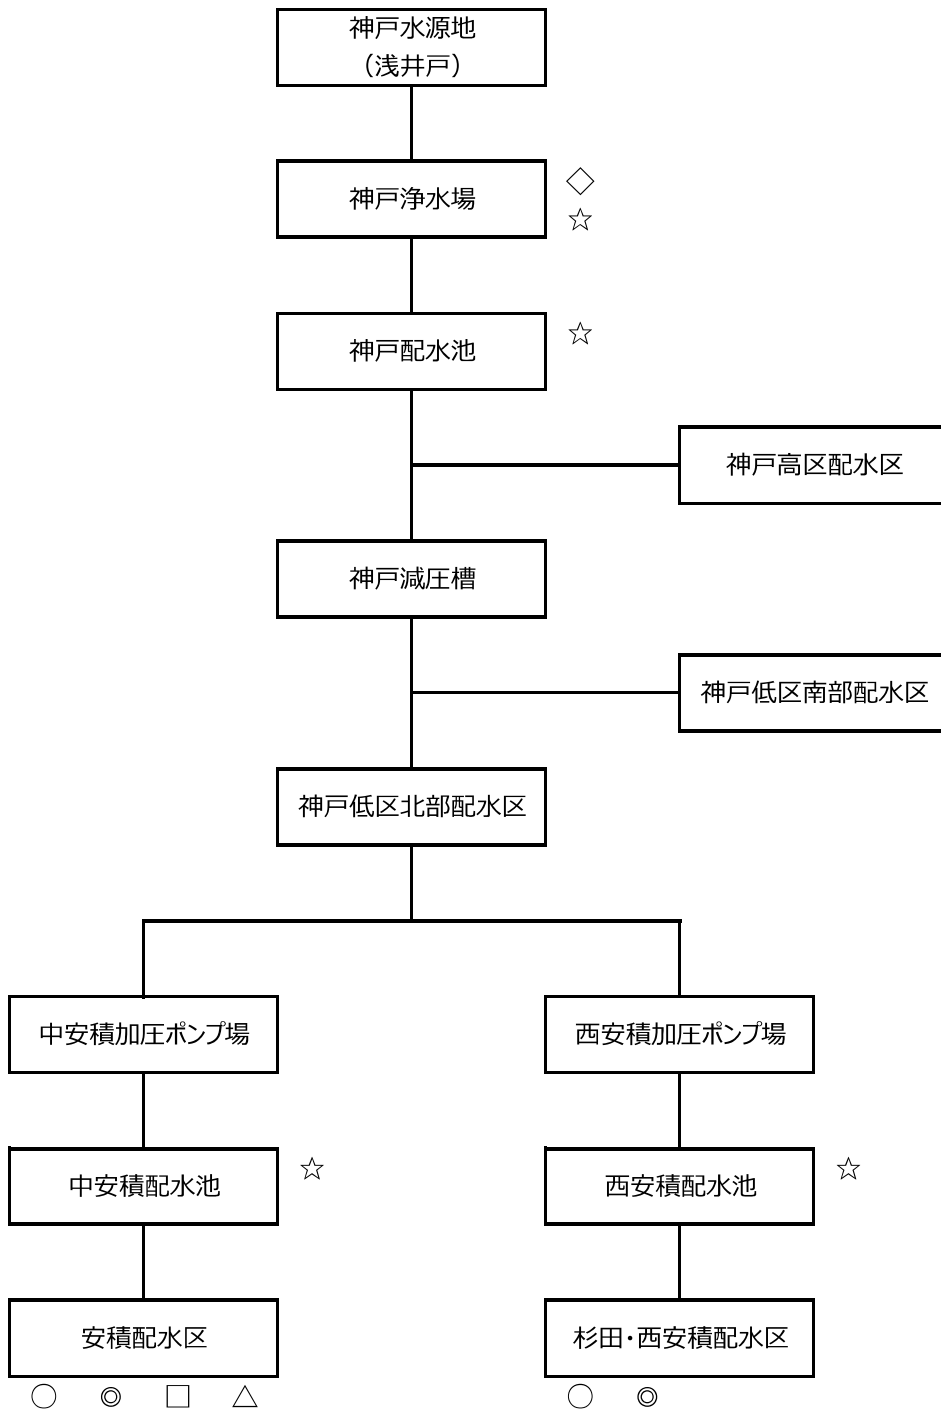 神戸水源地
（浅井戸）
神戸浄水場
◇
☆
神戸配水池
☆
神戸高区配水区
神戸減圧槽
神戸低区南部配水区
神戸低区北部配水区
中安積加圧ポンプ場
西安積加圧ポンプ場
中安積配水池
☆
西安積配水池
☆
安積配水区
杉田・西安積配水区
○ ◎ □ △
○ ◎